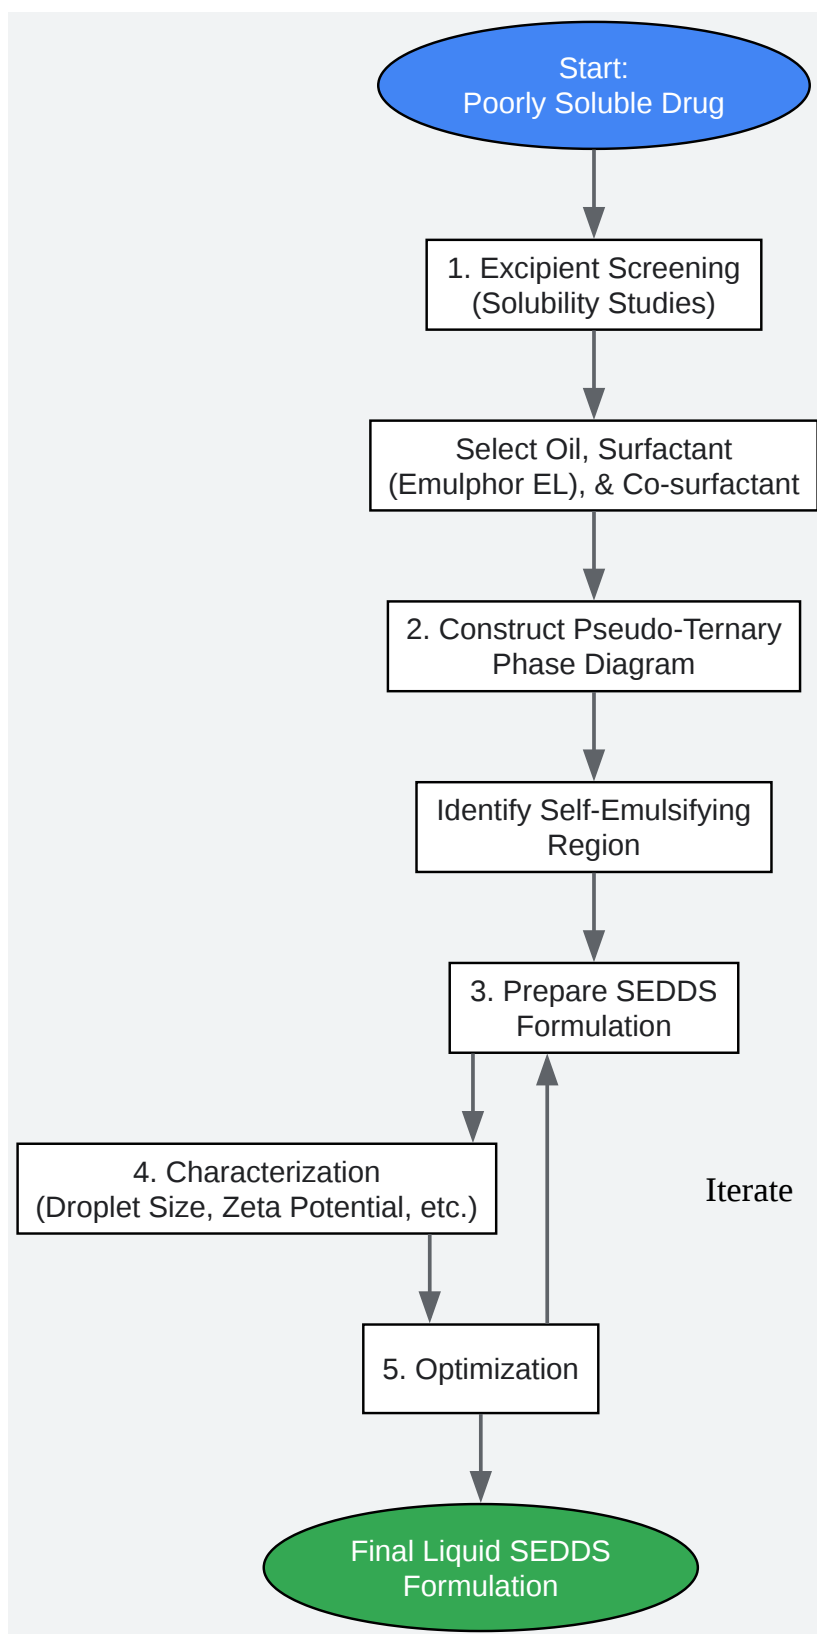 Start:
Poorly Soluble Drug
1. Excipient Screening
(Solubility Studies)
Select Oil, Surfactant
(Emulphor EL), & Co-surfactant
2. Construct Pseudo-Ternary
Phase Diagram
Identify Self-Emulsifying
Region
3. Prepare SEDDS
Formulation
4. Characterization
(Droplet Size, Zeta Potential, etc.)
Iterate
5. Optimization
Final Liquid SEDDS
Formulation